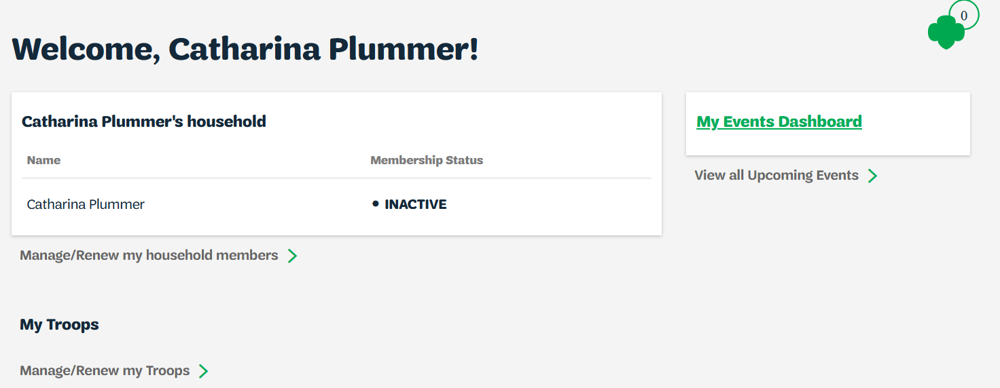 0
Welcome, Catharina Plummer!
Catharina Plummer's household
Name Membership Status
Catharina Plummer • INACTIVE
Manage/Renew my household members
My Events Dashboard
View all Upcoming Events
My Troops
Manage/Renew my Troops